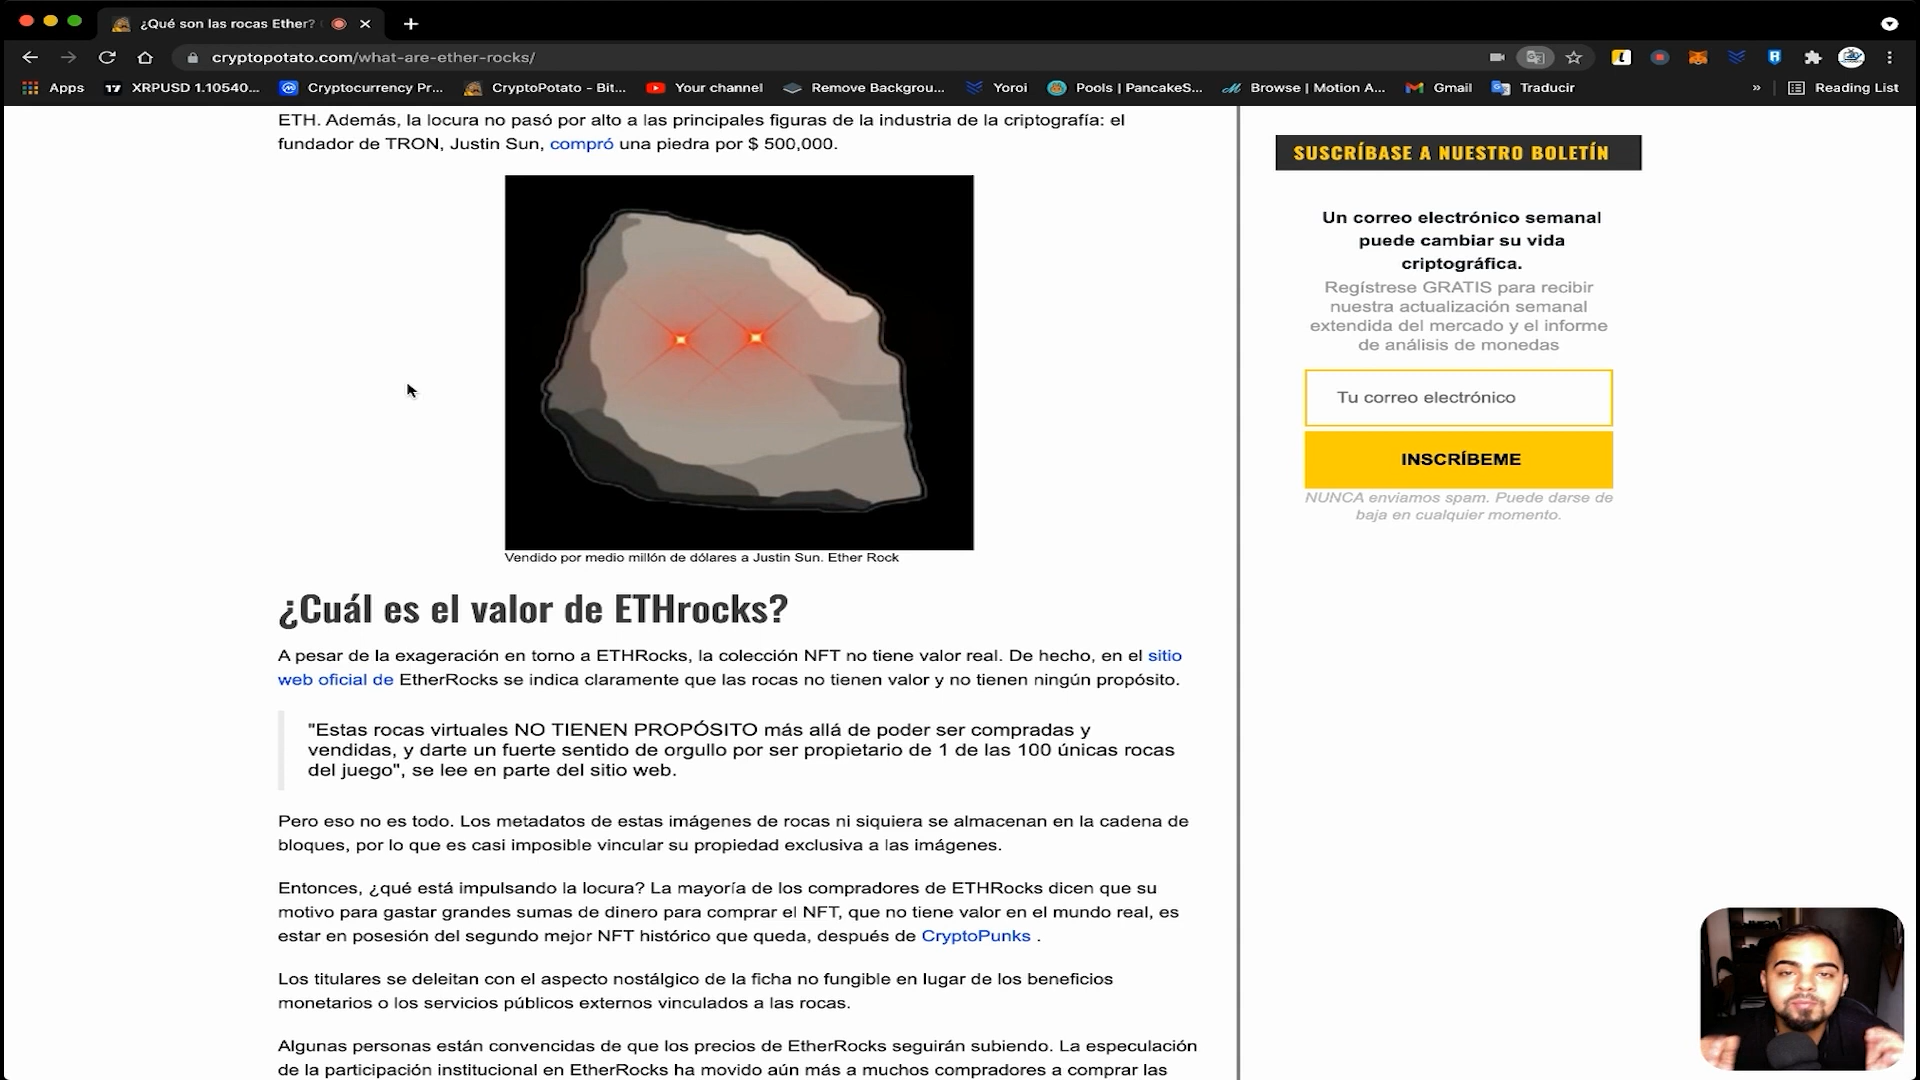 ¿Qué son las rocas Ether?
cryptopotato.com/what-are-ether-rocks/
Apps
17 XRPUSD 1.10540...
Cryptocurrency Pr...
CryptoPotato - Bit...
Your channel
Remove Backgrou...
Yoroi
Pools | PancakeS...
Browse | Motion A...
Gmail
Traducir
»
Reading List
ETH. Además, la locura no pasó por alto a las principales figuras de la industria de la criptografía: el
fundador de TRON, Justin Sun, compró una piedra por $ 500,000.
Vendido por medio millón de dólares a Justin Sun. Ether Rock
¿Cuál es el valor de ETHrocks?
A pesar de la exageración en torno a ETHRocks, la colección NFT no tiene valor real. De hecho, en el sitio
web oficial de EtherRocks se indica claramente que las rocas no tienen valor y no tienen ningún propósito.
"Estas rocas virtuales NO TIENEN PROPÓSITO más allá de poder ser compradas y
vendidas, y darte un fuerte sentido de orgullo por ser propietario de 1 de las 100 únicas rocas
del juego", se lee en parte del sitio web.
Pero eso no es todo. Los metadatos de estas imágenes de rocas ni siquiera se almacenan en la cadena de
bloques, por lo que es casi imposible vincular su propiedad exclusiva a las imágenes.
Entonces, ¿qué está impulsando la locura? La mayoría de los compradores de ETHRocks dicen que su
motivo para gastar grandes sumas de dinero para comprar el NFT, que no tiene valor en el mundo real, es
estar en posesión del segundo mejor NFT histórico que queda, después de CryptoPunks .
Los titulares se deleitan con el aspecto nostálgico de la ficha no fungible en lugar de los beneficios
monetarios o los servicios públicos externos vinculados a las rocas.
Algunas personas están convencidas de que los precios de EtherRocks seguirán subiendo. La especulación
de la participación institucional en EtherRocks ha movido aún más a muchos compradores a comprar las
SUSCRÍBASE A NUESTRO BOLETÍN
Un correo electrónico semanal
puede cambiar su vida
criptográfica.
Regístrese GRATIS para recibir
nuestra actualización semanal
extendida del mercado y el informe
de análisis de monedas
Tu correo electrónico
INSCRÍBEME
NUNCA enviamos spam. Puede darse de
baja en cualquier momento.